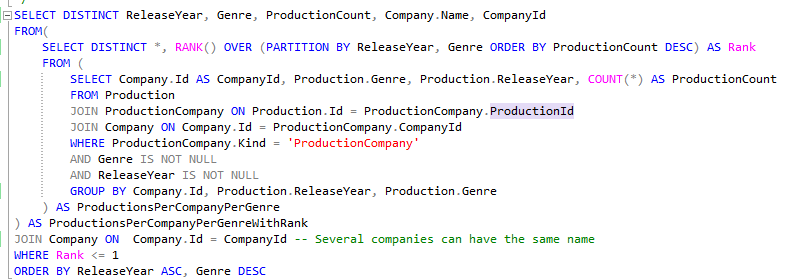 SELECT DISTINCT ReleaseYear, Genre, ProductionCount, Company.Name, CompanyId
FROM(
SELECT DISTINCT *, RANK() OVER (PARTITION BY ReleaseYear, Genre ORDER BY ProductionCount DESC) AS Rank
FROM (
SELECT Company.Id AS CompanyId, Production.Genre, Production.ReleaseYear, COUNT(*) AS ProductionCount
FROM Production
JOIN ProductionCompany ON Production.Id = ProductionCompany.ProductionId
JOIN Company ON Company.Id = ProductionCompany.CompanyId
WHERE ProductionCompany.Kind = 'ProductionCompany'
AND Genre IS NOT NULL
AND ReleaseYear IS NOT NULL
GROUP BY Company.Id, Production.ReleaseYear, Production.Genre
) AS ProductionsPerCompanyPerGenre
) AS ProductionsPerCompanyPerGenreWithRank
JOIN Company ON  Company.Id = CompanyId -- Several companies can have the same name
WHERE Rank <= 1
ORDER BY ReleaseYear ASC, Genre DESC